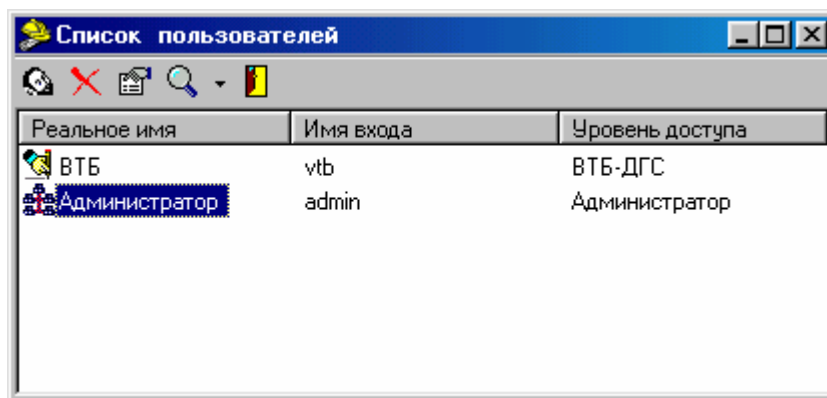 Список пользователей
Реальное имя Имя входа Уровень доступа
ВТБ vtb ВТБ-ДГС
Администратор admin Администратор